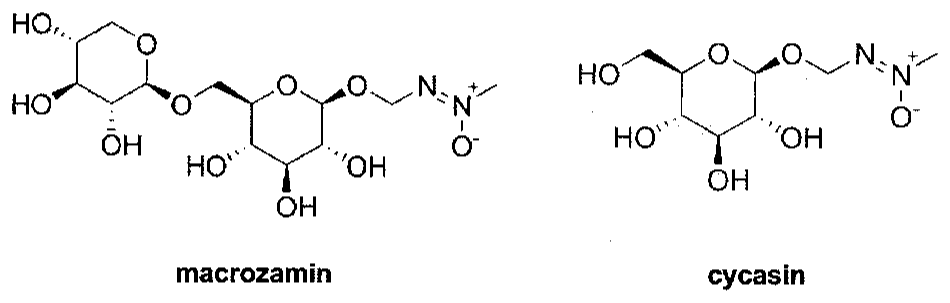 HO
O
O O N
HO O N+
OH O-
HO OH
OH
macrozamin
O O N
HO N+
O-
HO OH
OH
cycasin